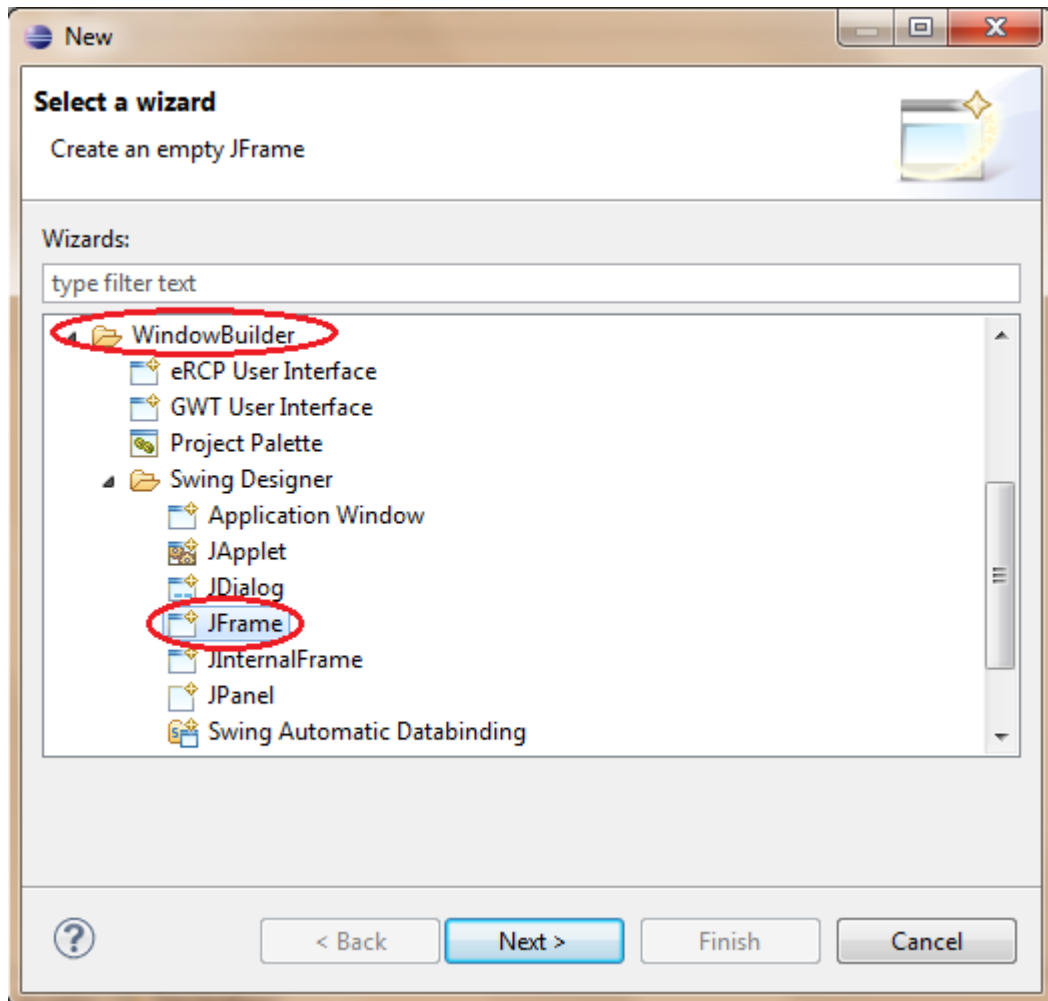 New
Select a wizard
Create an empty JFrame
Wizards:
type filter text
WindowBuilder
eRCP User Interface
GWT User Interface
Project Palette
Swing Designer
Application Window
JApplet
JDialog
JFrame
JInternalFrame
JPanel
Swing Automatic Databinding
? < Back Next > Finish Cancel